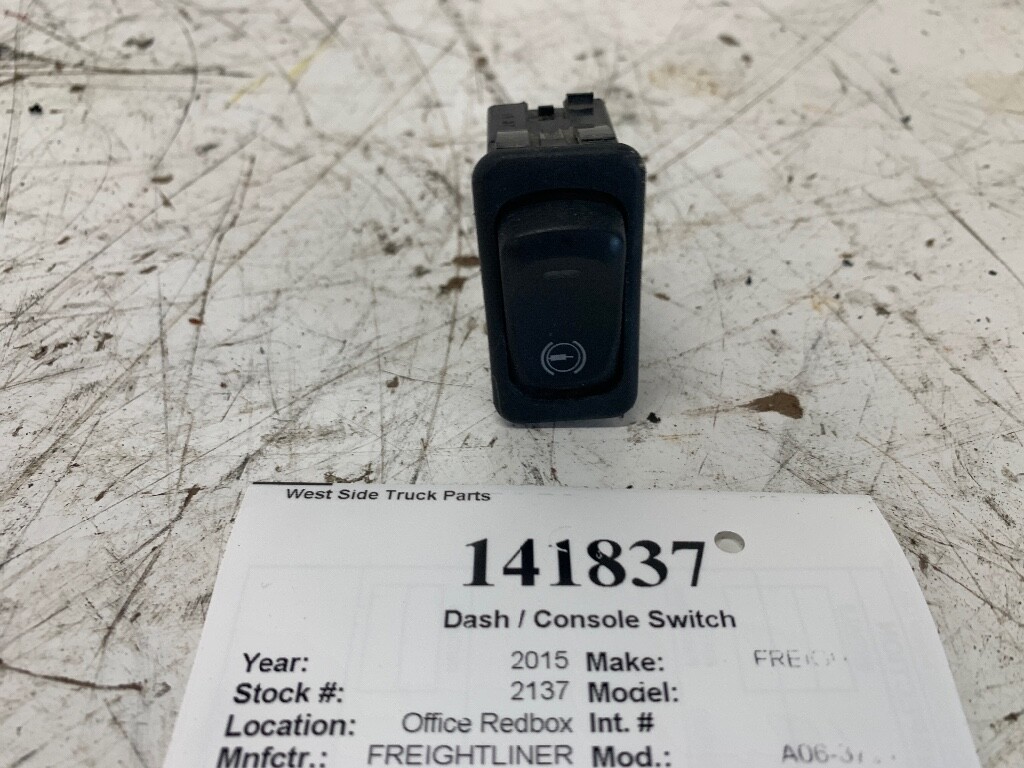 West Side Truck Parts
141837
Dash / Console Switch
Year: 2015 Make:
Stock #: 2137 Model:
Location: Office Redbox Int. #
Mnfctr.: FREIGHTLINER Mod.: